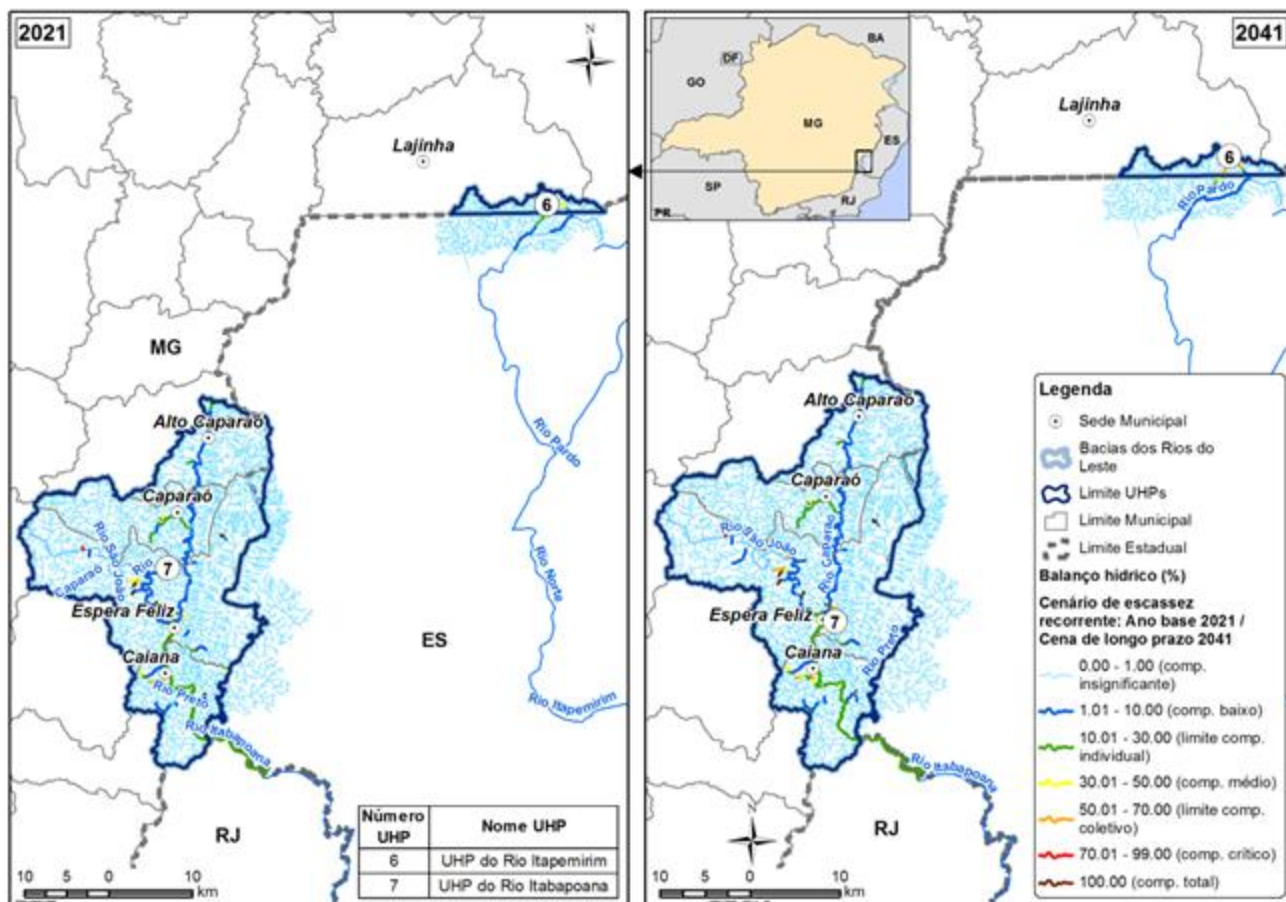 2021
N
Lajinha
6
MG
Alto Caparaó
Rio Pardo
Caparaó
Rio São João
Rio
Caparaó
7
Espera Feliz
Caiana
Rio Preto
Rio Itabapoana
ES
Rio Norte
Rio Itapemirim
RJ
Número UHP
Nome UHP
6
UHP do Rio Itapemirim
7
UHP do Rio Itabapoana
10 5 0 10
km
2041
BA
DF
GO
MG
ES
SP
RJ
PR
Lajinha
6
Rio Pardo
Alto Caparaó
Caparaó
Rio São João
Rio Caparaó
Espera Feliz
7
Caiana
Rio Preto
Rio Itabapoana
RJ
N
10 5 0 10
km
Legenda
Sede Municipal
Bacias dos Rios do
Leste
Limite UHPs
Limite Municipal
Limite Estadual
Balanço hídrico (%)
Cenário de escassez
recorrente: Ano base 2021 /
Cena de longo prazo 2041
0.00 - 1.00 (comp.
insignificante)
1.01 - 10.00 (comp. baixo)
10.01 - 30.00 (limite comp.
individual)
30.01 - 50.00 (comp. médio)
50.01 - 70.00 (limite comp.
coletivo)
70.01 - 99.00 (comp. crítico)
100.00 (comp. total)